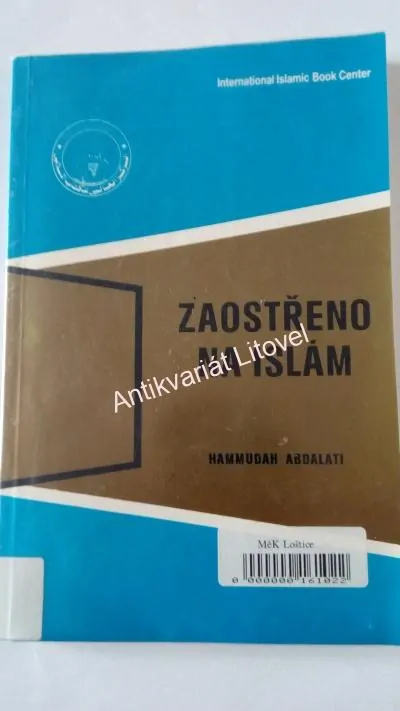 International Islamic Book Center
ZAOSTŘENO
NA ISLÁM
Antikvariát Litovel
HAMMUDAH ABDALATI
MěK Loštice
0 000000 161022